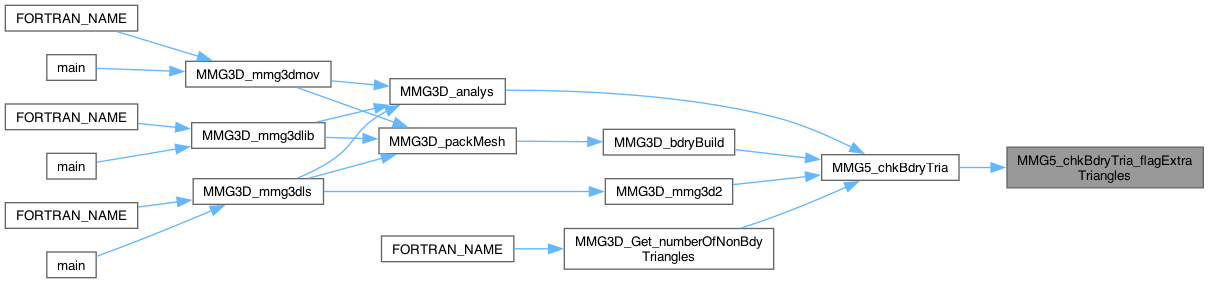 FORTRAN_NAME
main
MMG3D_mmg3dmov
MMG3D_analys
FORTRAN_NAME
MMG3D_mmg3dlib
MMG3D_packMesh
MMG3D_bdryBuild
main
MMG5_chkBdryTria
MMG5_chkBdryTria_flagExtra
Triangles
MMG3D_mmg3dls
MMG3D_mmg3d2
FORTRAN_NAME
FORTRAN_NAME
MMG3D_Get_numberOfNonBdy
Triangles
main